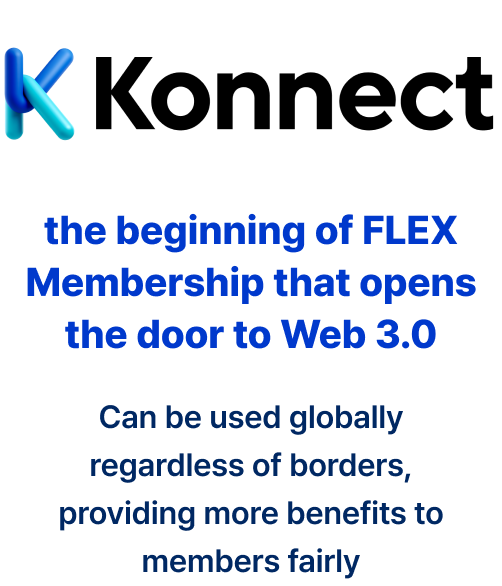 Konnect
the beginning of FLEX
Membership that opens
the door to Web 3.0
Can be used globally
regardless of borders,
providing more benefits to
members fairly